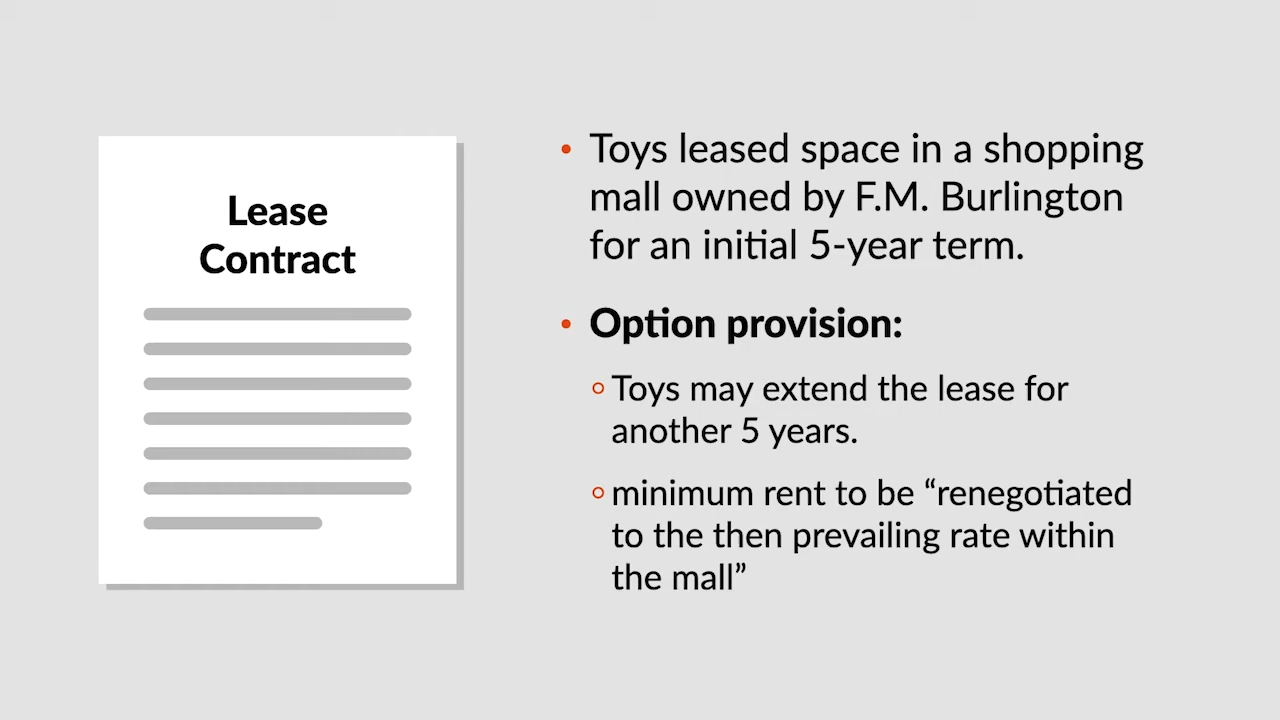 Lease
Contract
• Toys leased space in a shopping
mall owned by F.M. Burlington
for an initial 5-year term.
• Option provision:
○ Toys may extend the lease for
another 5 years.
○ minimum rent to be “renegotiated
to the then prevailing rate within
the mall”